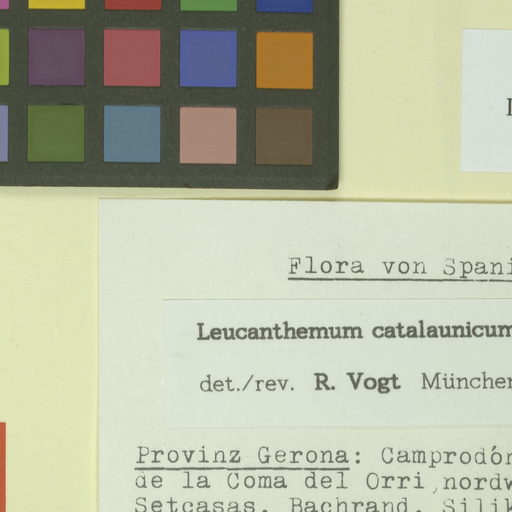 Flora von Spani
Leucanthemum catalaunicum
det./rev. R. Vogt München
Provinz Gerona: Camprodón
de la Coma del Orri, nordw
Setcasas. Bachrand. Silik